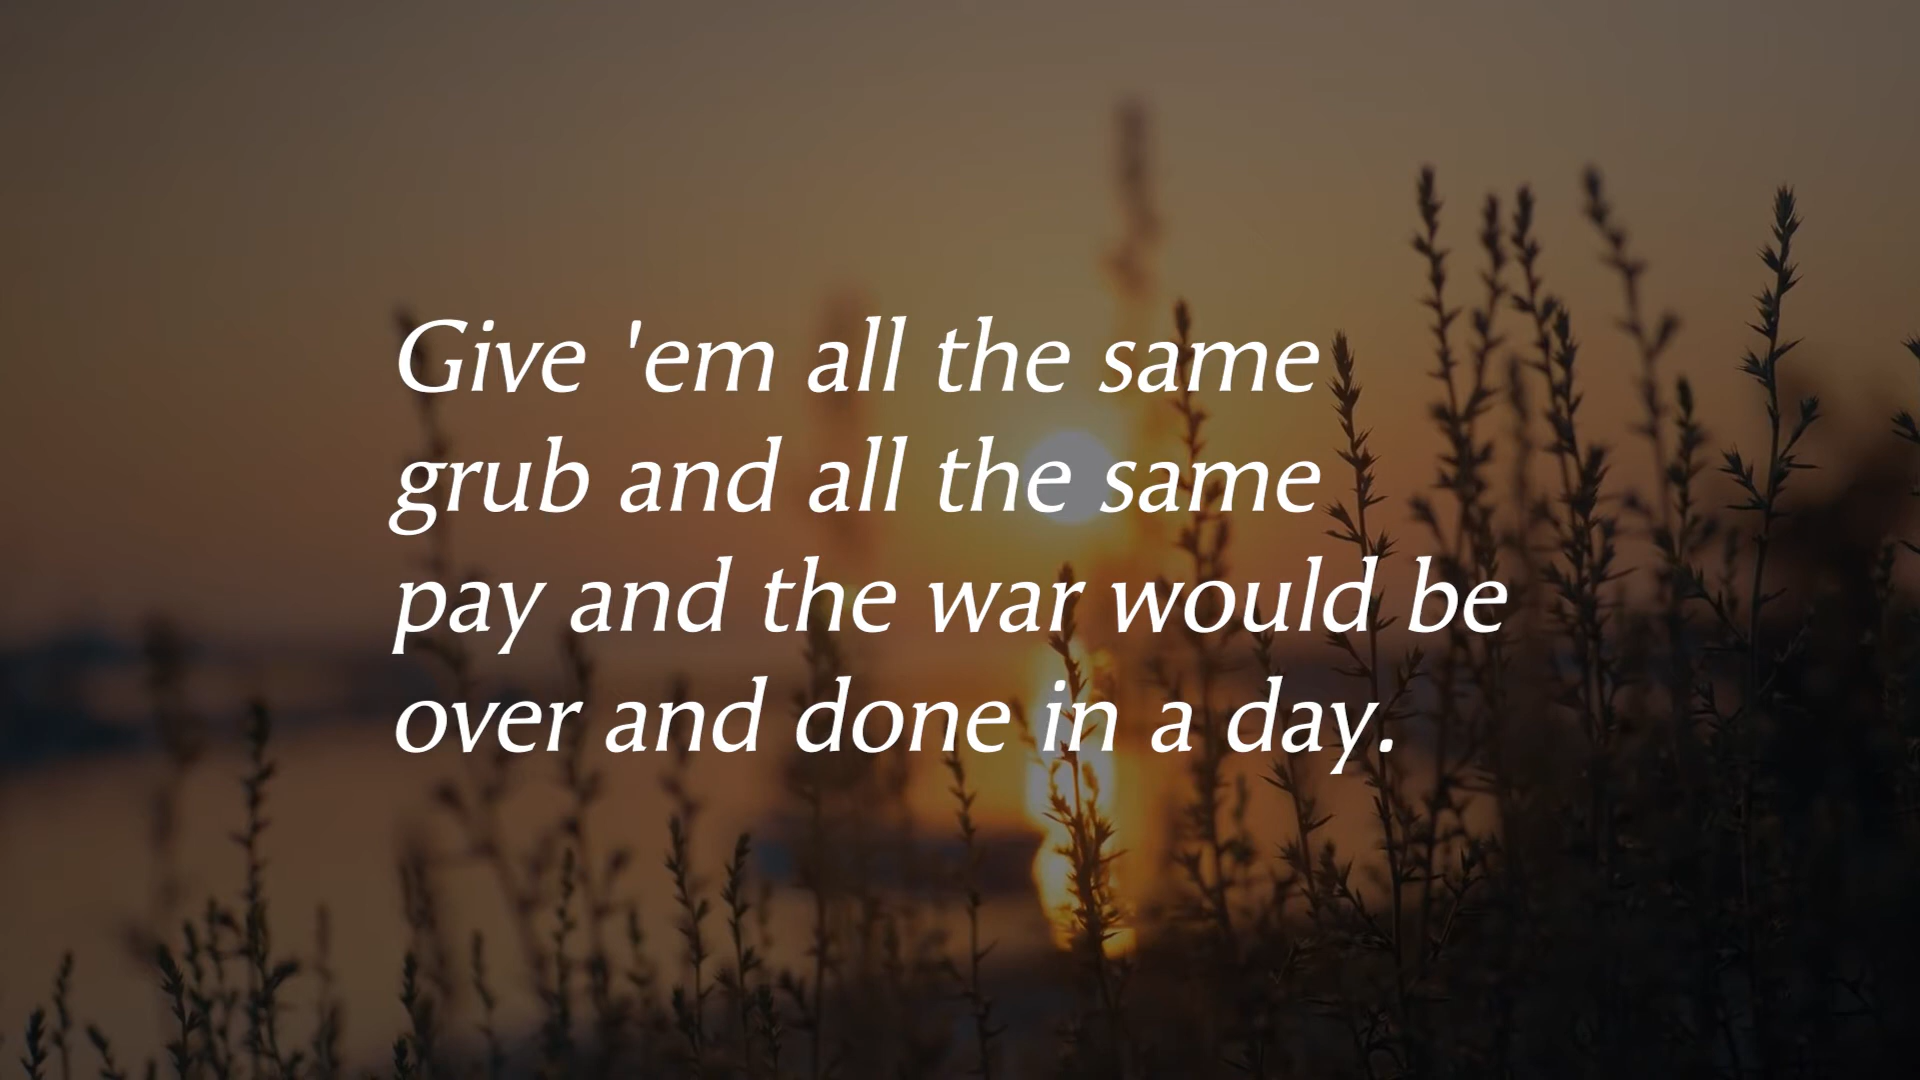 Give 'em all the same
grub and all the same
pay and the war would be
over and done in a day.